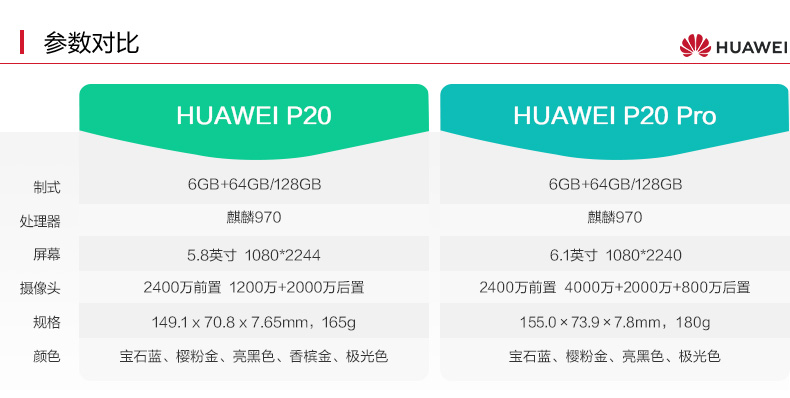 参数对比
HUAWEI
HUAWEI P20 HUAWEI P20 Pro
制式 6GB+64GB/128GB 6GB+64GB/128GB
处理器 麒麟970 麒麟970
屏幕 5.8英寸 1080*2244 6.1英寸 1080*2240
摄像头 2400万前置 1200万+2000万后置 2400万前置 4000万+2000万+800万后置
规格 149.1 x 70.8 x 7.65mm，165g 155.0×73.9×7.8mm，180g
颜色 宝石蓝、樱粉金、亮黑色、香槟金、极光色 宝石蓝、樱粉金、亮黑色、极光色